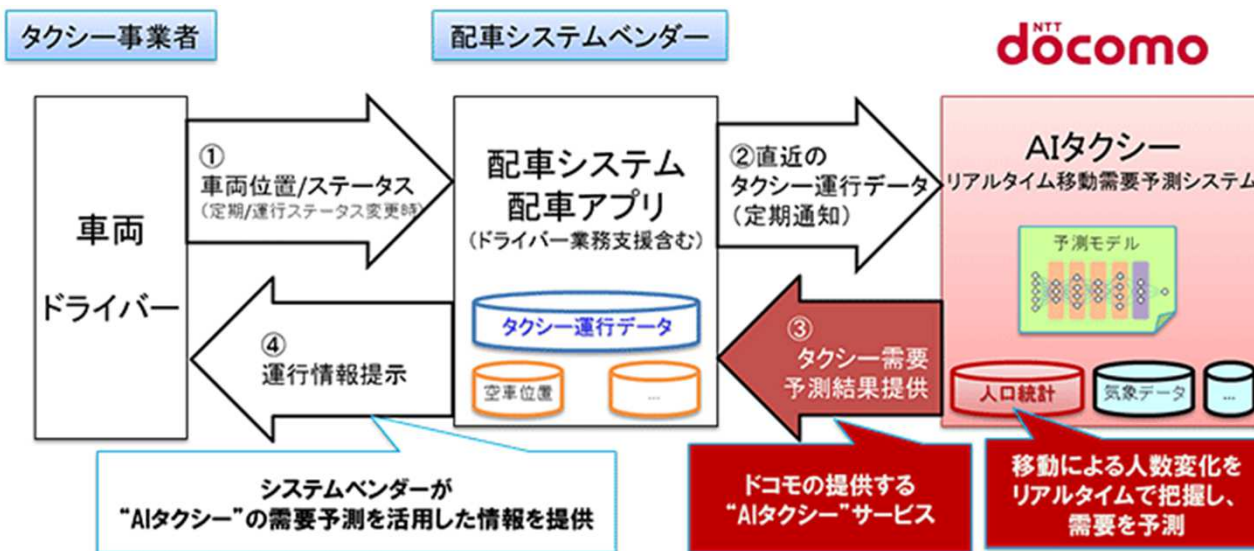 タクシー事業者
配車システムベンダー
NTT
döcomo
車両
ドライバー
①
車両位置/ステータス
(定期/運行ステータス変更時)
配車システム
配車アプリ
(ドライバー業務支援含む)
タクシー運行データ
空車位置
...
②直近の
タクシー運行データ
(定期通知)
AIタクシー
リアルタイム移動需要予測システム
予測モデル
人口統計
気象データ
...
③
タクシー需要
予測結果提供
④
運行情報提示
システムベンダーが
“AIタクシー”の需要予測を活用した情報を提供
ドコモの提供する
“AIタクシー”サービス
移動による人数変化を
リアルタイムで把握し、
需要を予測